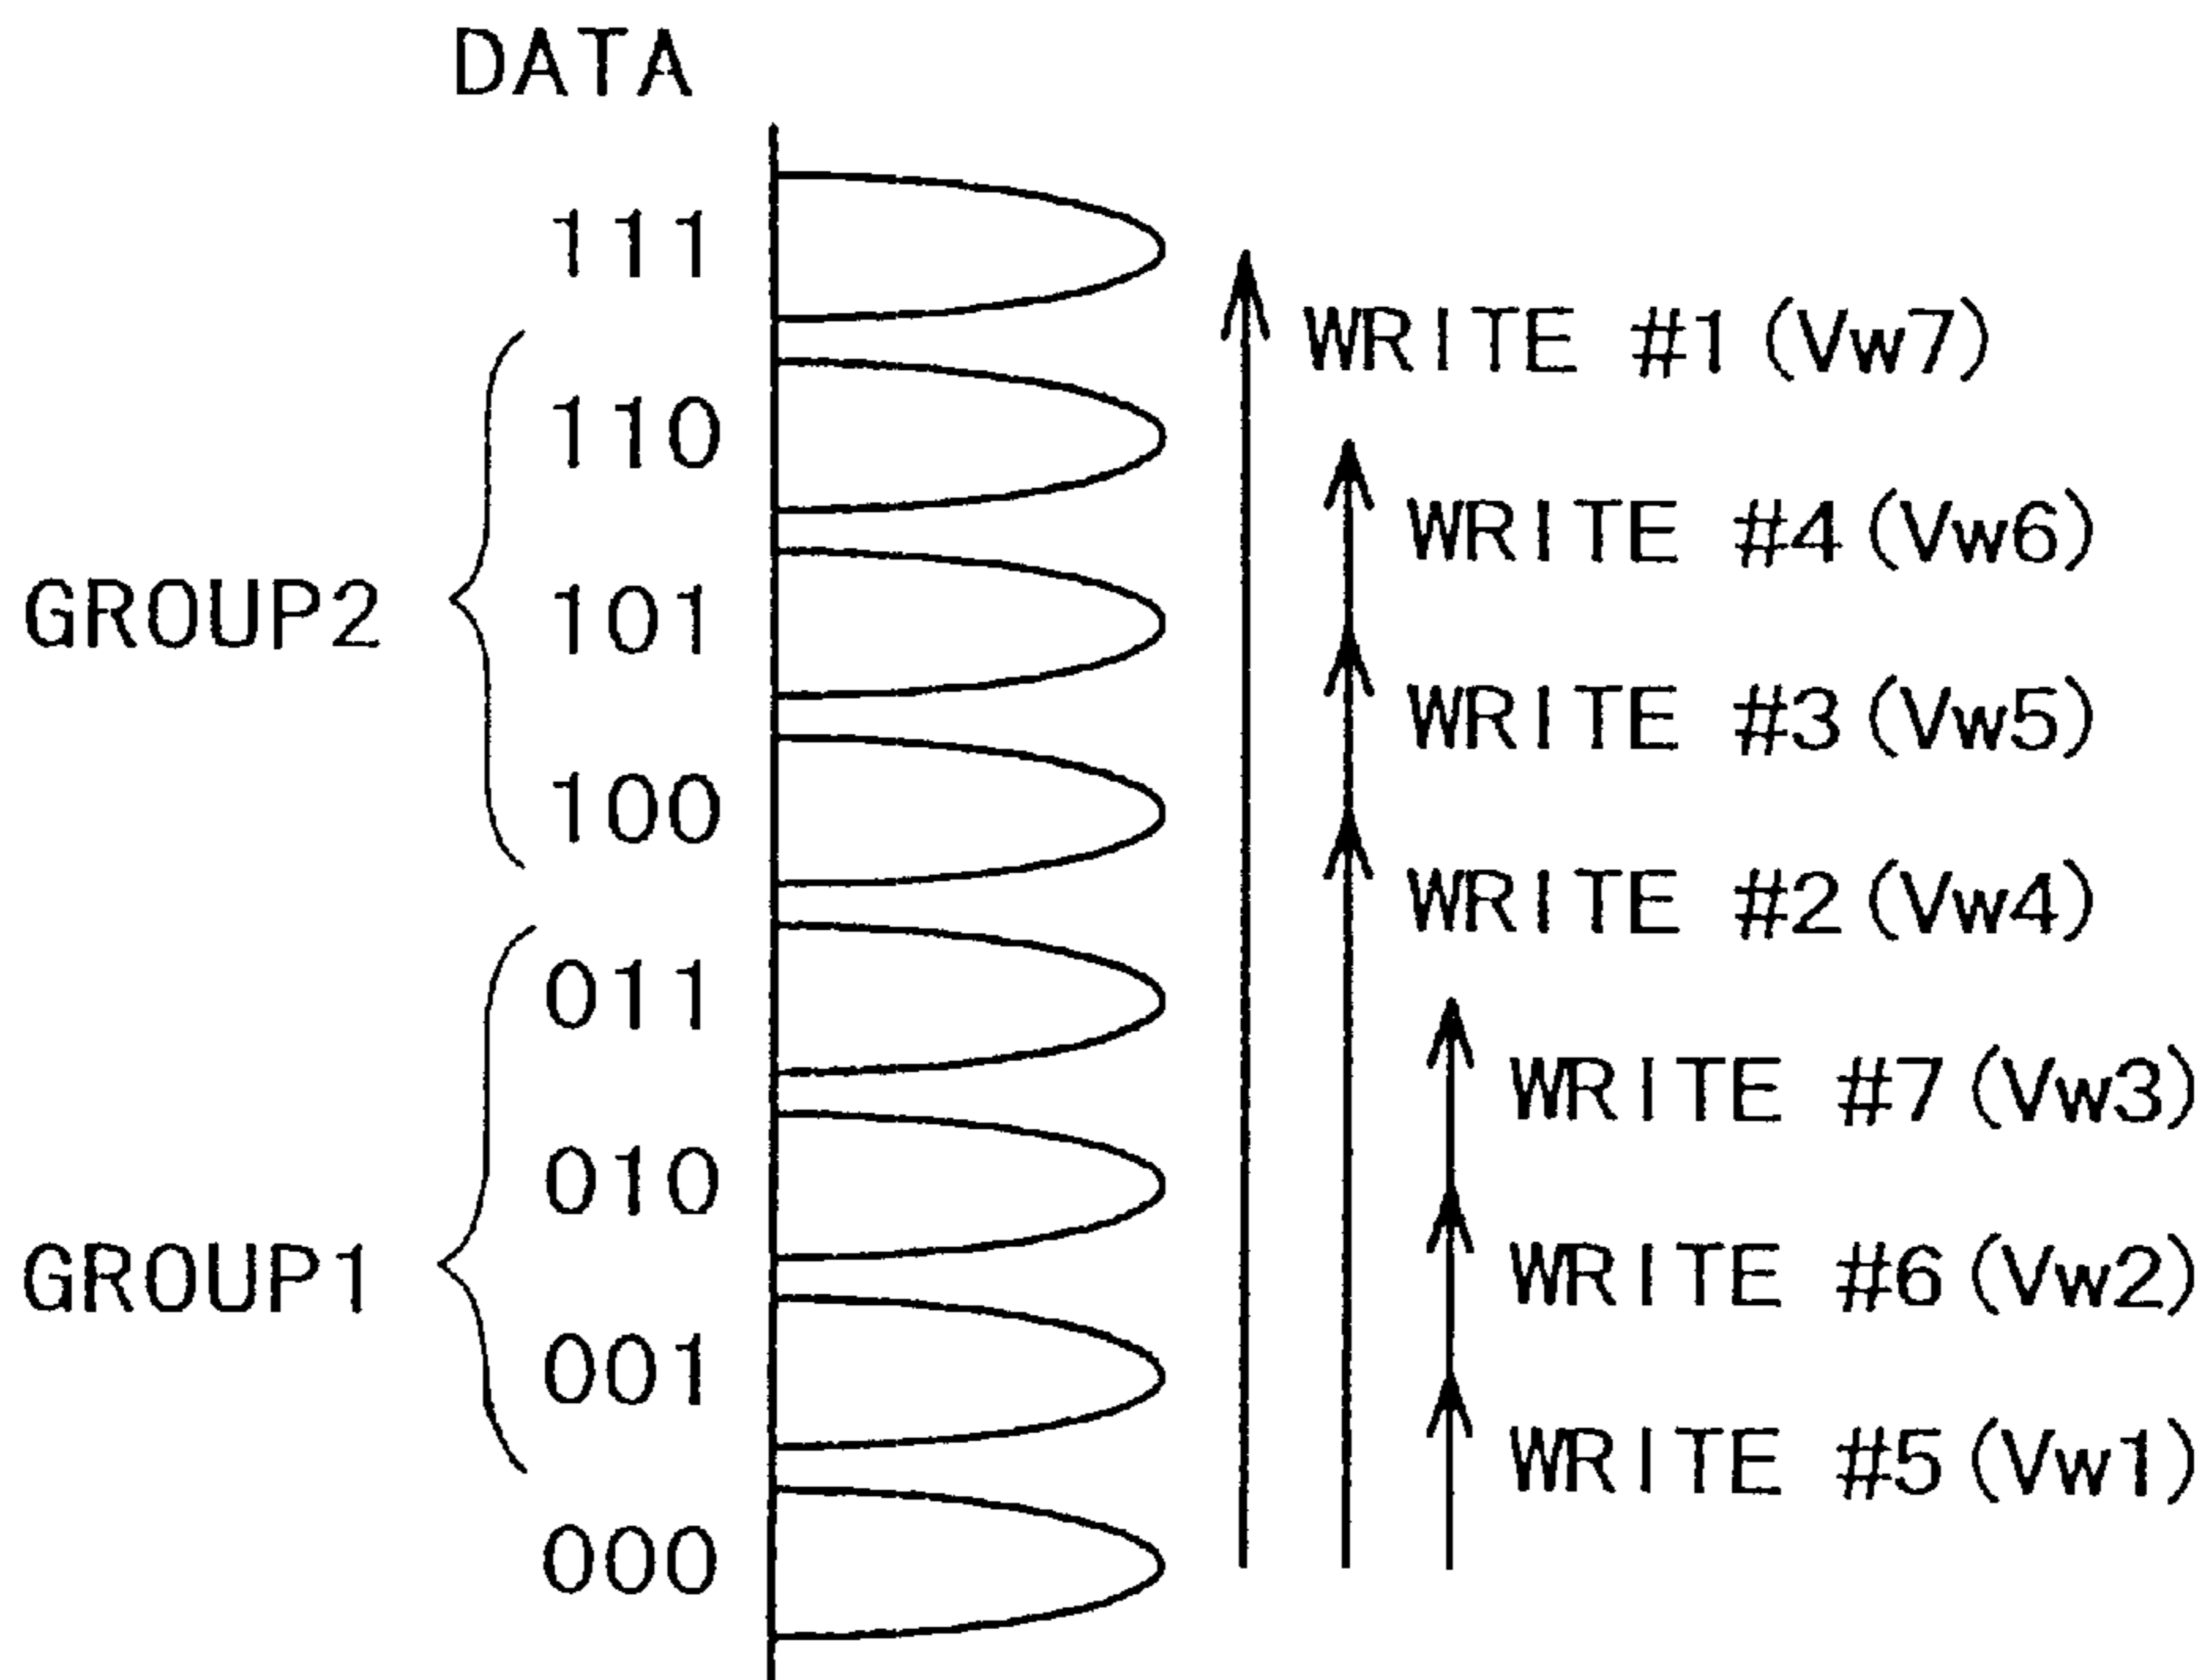 DATA
111
WRITE #1 (Vw7)
110
WRITE #4 (Vw6)
GROUP2
101
WRITE #3 (Vw5)
100
WRITE #2 (Vw4)
011
WRITE #7 (Vw3)
010
GROUP1
WRITE #6 (Vw2)
001
WRITE #5 (Vw1)
000